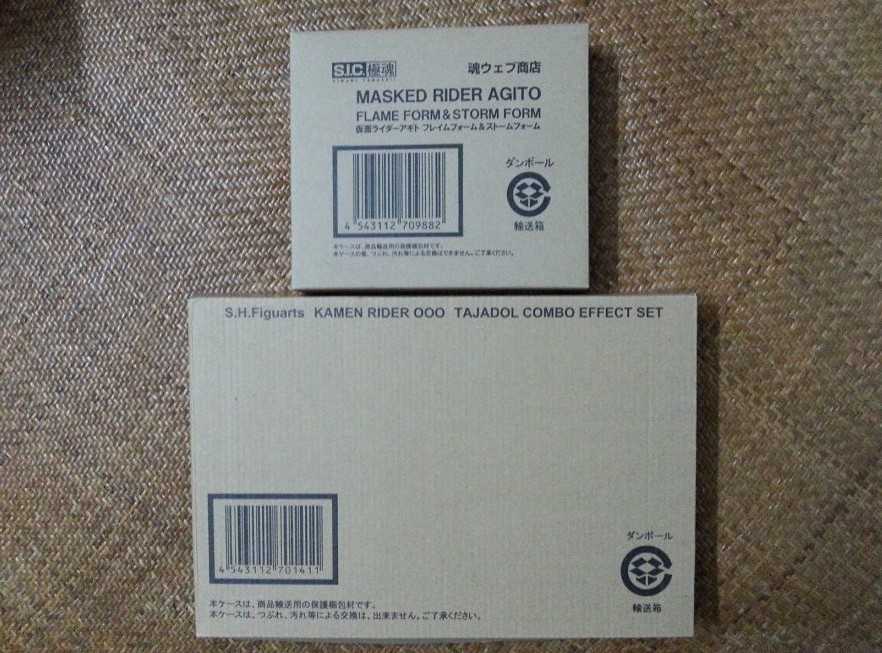 S.I.C. 極魂
魂ウェブ商店
MASKED RIDER AGITO
FLAME FORM & STORM FORM
仮面ライダーアギト フレイムフォーム&ストームフォーム
ダンボール
4 543112 709882
輸送箱
本ケースは、商品輸送用の保護梱包材です。
本ケースの傷、つぶれ、汚れ等による交換はできません。ご了承ください。
S.H.Figuarts KAMEN RIDER OOO TAJADOL COMBO EFFECT SET
ダンボール
4 543112 701411
輸送箱
本ケースは、商品輸送用の保護梱包材です。
本ケースは、つぶれ、汚れ等による交換は、出来ません。ご了承ください。